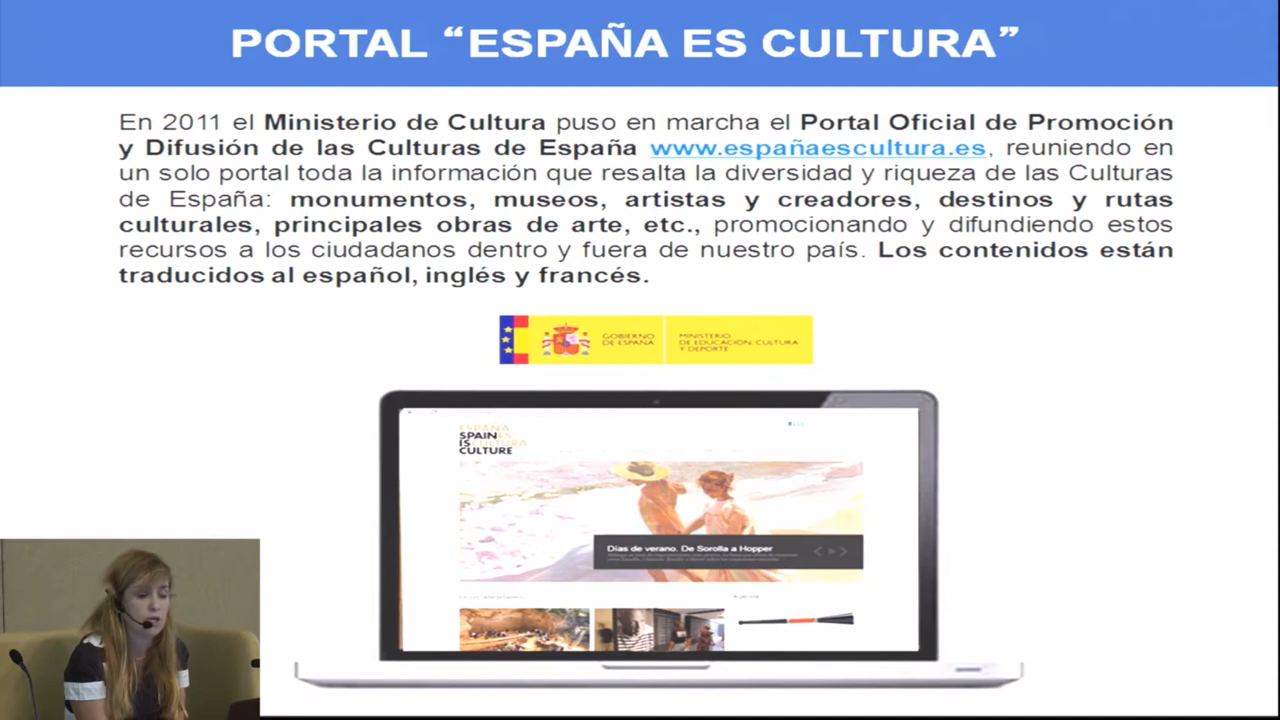 PORTAL “ESPAÑA ES CULTURA”
En 2011 el Ministerio de Cultura puso en marcha el Portal Oficial de Promoción
y Difusión de las Culturas de España www.españaescultura.es, reuniendo en
un solo portal toda la información que resalta la diversidad y riqueza de las Culturas
de España: monumentos, museos, artistas y creadores, destinos y rutas
culturales, principales obras de arte, etc., promocionando y difundiendo estos
recursos a los ciudadanos dentro y fuera de nuestro país. Los contenidos están
traducidos al español, inglés y francés.
GOBIERNO
DE ESPAÑA
MINISTERIO
DE EDUCACIÓN, CULTURA
Y DEPORTE
ESPAÑA
SPAIN ES
IS CULTURA
CULTURE
Días de verano. De Sorolla a Hopper
Agenda